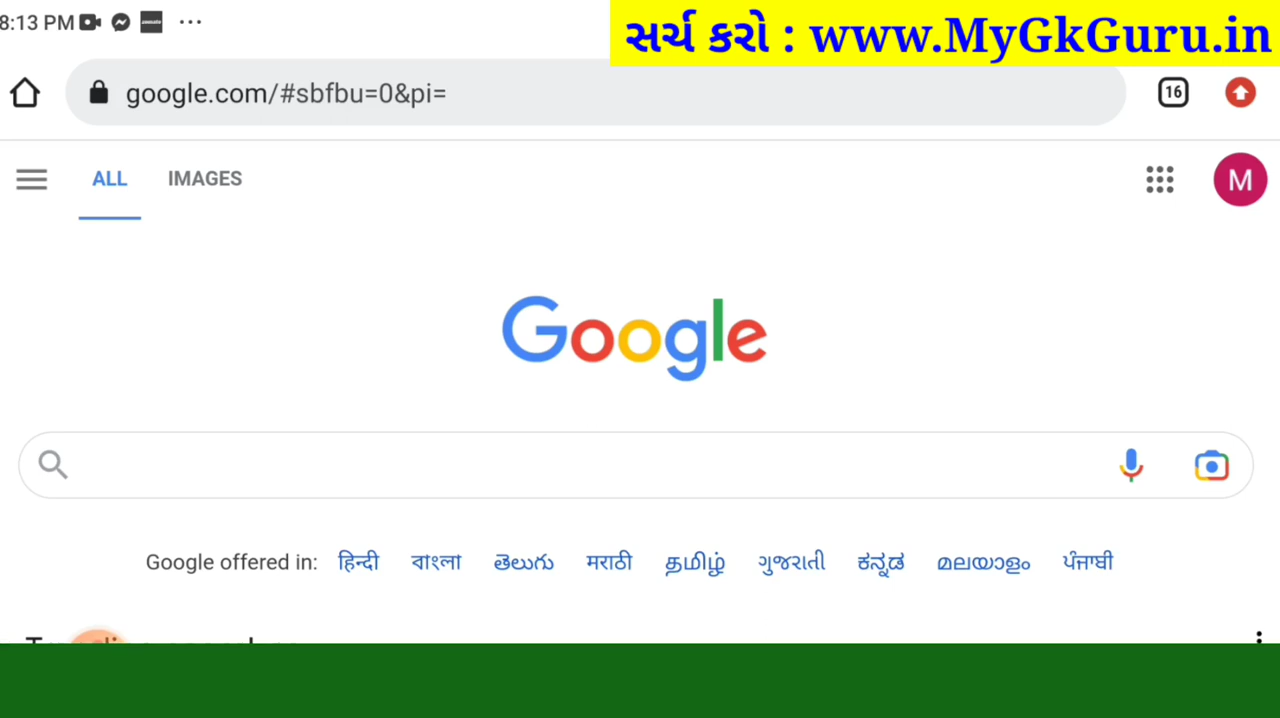 8:13 PM
સર્ચ કરો : www.MyGkGuru.in
google.com/#sbfbu=0&pi=
16
ALL IMAGES
M
Google
Google offered in: हिन्दी বাংলা తెలుగు मराठी தமிழ் ગુજરાતી ಕನ್ನಡ മലയാളം ਪੰਜਾਬੀ